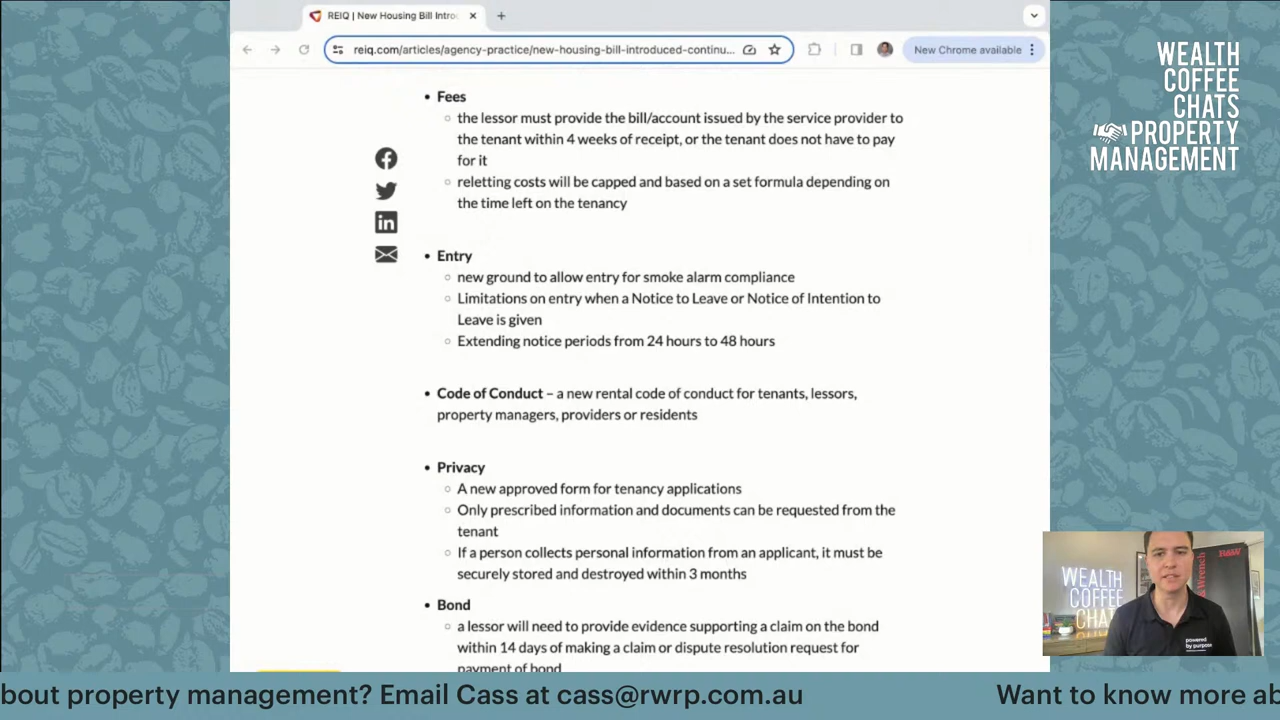 REIQ | New Housing Bill Intro
reiq.com/articles/agency-practice/new-housing-bill-introduced-continu...
New Chrome available
WEALTH
COFFEE
CHATS
PROPERTY
MANAGEMENT
• Fees
○ the lessor must provide the bill/account issued by the service provider to
the tenant within 4 weeks of receipt, or the tenant does not have to pay
for it
○ reletting costs will be capped and based on a set formula depending on
the time left on the tenancy
• Entry
○ new ground to allow entry for smoke alarm compliance
○ Limitations on entry when a Notice to Leave or Notice of Intention to
Leave is given
○ Extending notice periods from 24 hours to 48 hours
• Code of Conduct – a new rental code of conduct for tenants, lessors,
property managers, providers or residents
• Privacy
○ A new approved form for tenancy applications
○ Only prescribed information and documents can be requested from the
tenant
○ If a person collects personal information from an applicant, it must be
securely stored and destroyed within 3 months
• Bond
○ a lessor will need to provide evidence supporting a claim on the bond
within 14 days of making a claim or dispute resolution request for
payment of bond
WEALTH
COFFEE
powered
by purpose
R&W
bout property management? Email Cass at cass@rwrp.com.au
Want to know more ab